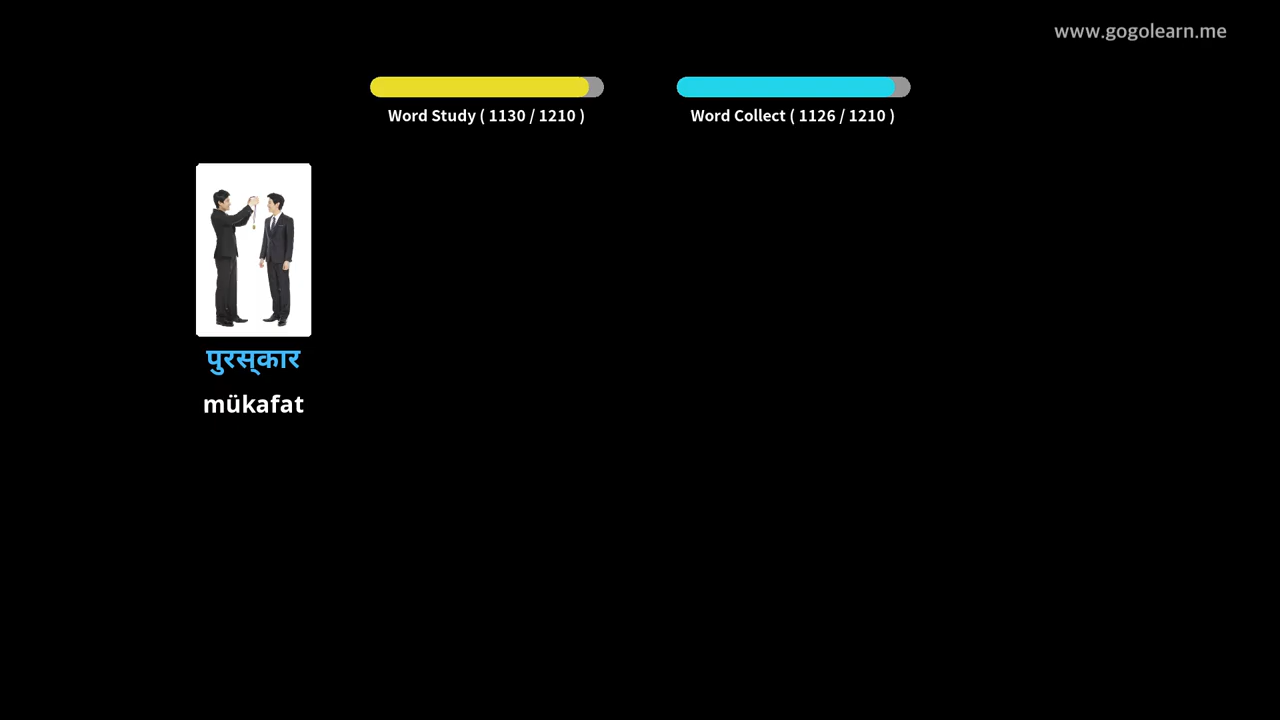 www.gogolearn.me
Word Study ( 1130 / 1210 )
Word Collect ( 1126 / 1210 )
पुरस्कार
mükafat